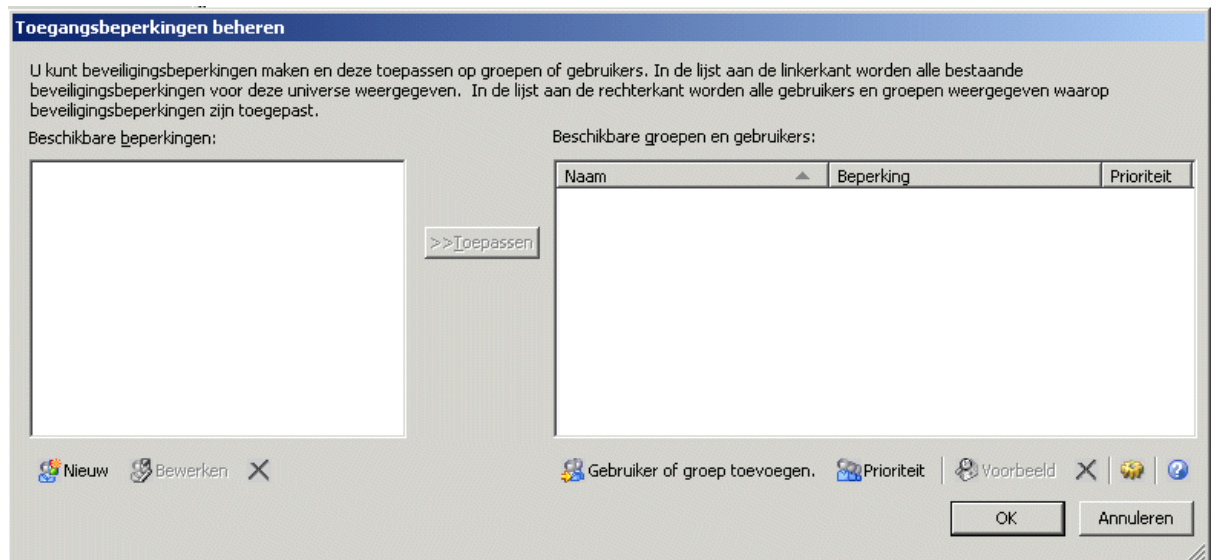 Toegangsbeperkingen beheren
U kunt beveiligingsbeperkingen maken en deze toepassen op groepen of gebruikers. In de lijst aan de linkerkant worden alle bestaande
beveiligingsbeperkingen voor deze universe weergegeven. In de lijst aan de rechterkant worden alle gebruikers en groepen weergegeven waarop
beveiligingsbeperkingen zijn toegepast.
Beschikbare beperkingen:
Beschikbare groepen en gebruikers:
Naam Beperking Prioriteit
>>Toepassen
Nieuw Bewerken
Gebruiker of groep toevoegen. Prioriteit Voorbeeld
OK Annuleren